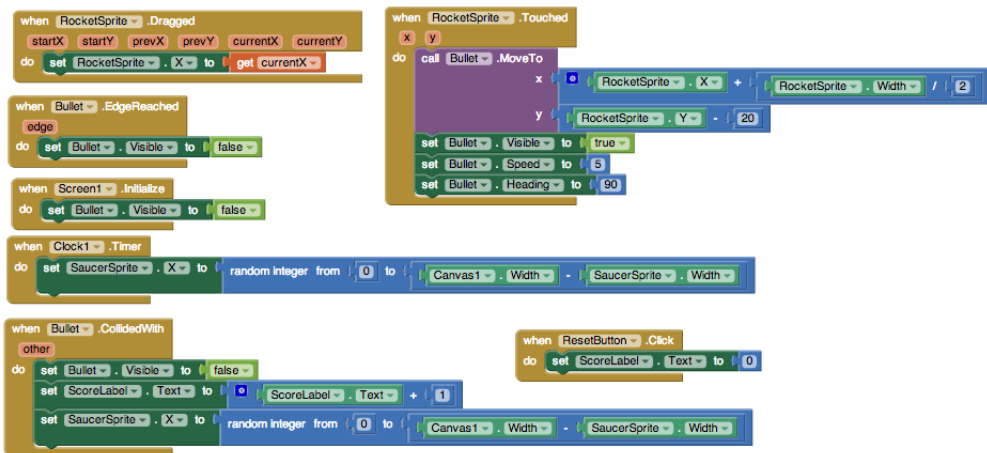 when RocketSprite .Dragged
startX startY prevX prevY currentX currentY
do set RocketSprite . X to get currentX
when Bullet .EdgeReached
edge
do set Bullet . Visible to false
when Screen1 .Initialize
do set Bullet . Visible to false
when RocketSprite .Touched
x y
do call Bullet .MoveTo
x RocketSprite . X + RocketSprite . Width / 2
y RocketSprite . Y - 20
set Bullet . Visible to true
set Bullet . Speed to 5
set Bullet . Heading to 90
when Clock1 .Timer
do set SaucerSprite . X to random integer from 0 to Canvas1 . Width - SaucerSprite . Width
when Bullet .CollidedWith
other
do set Bullet . Visible to false
set ScoreLabel . Text to ScoreLabel . Text + 1
set SaucerSprite . X to random integer from 0 to Canvas1 . Width - SaucerSprite . Width
when ResetButton .Click
do set ScoreLabel . Text to 0